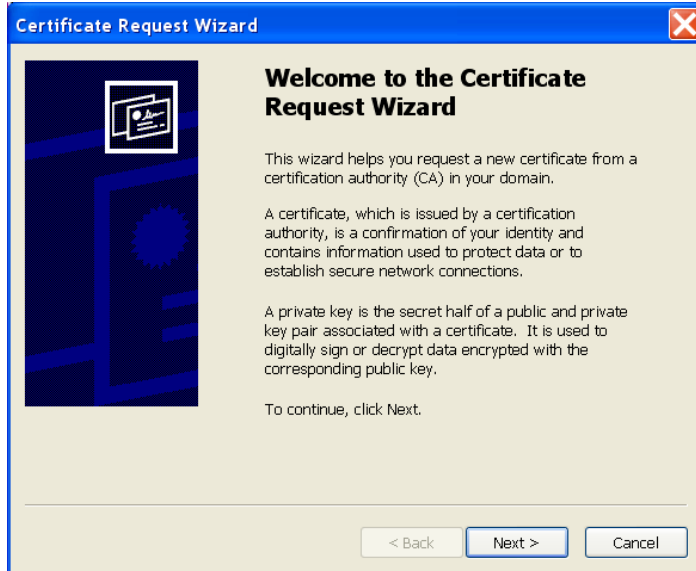 Certificate Request Wizard
Welcome to the Certificate
Request Wizard
This wizard helps you request a new certificate from a
certification authority (CA) in your domain.
A certificate, which is issued by a certification
authority, is a confirmation of your identity and
contains information used to protect data or to
establish secure network connections.
A private key is the secret half of a public and private
key pair associated with a certificate.  It is used to
digitally sign or decrypt data encrypted with the
corresponding public key.
To continue, click Next.
< Back
Next >
Cancel